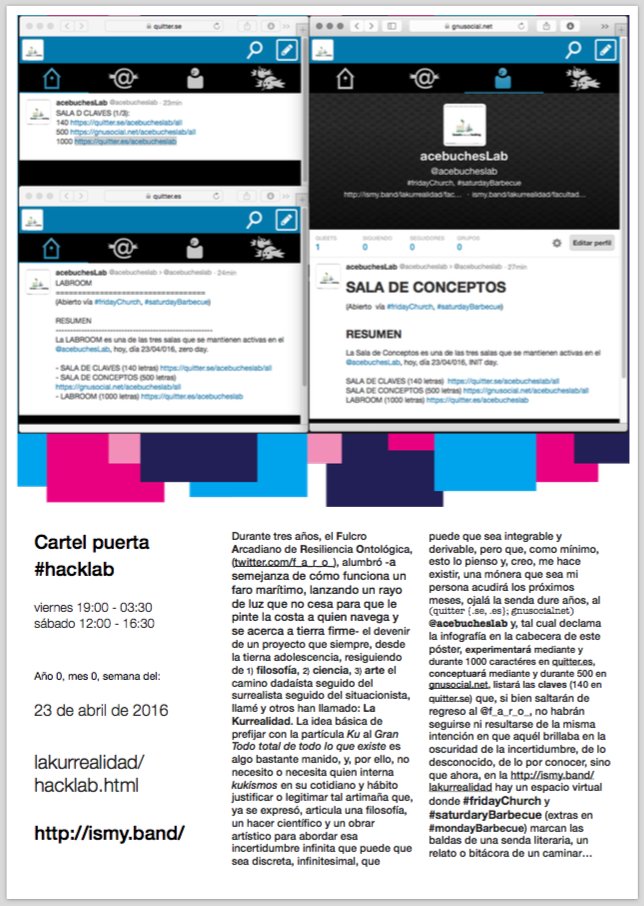 quitter.se
acebuchesLab @acebucheslab · 23min
SALA D CLAVES (1/3):
140 https://quitter.se/acebucheslab/all
500 https://gnusocial.net/acebucheslab/all
1000 https://quitter.es/acebucheslab
quitter.es
acebuchesLab @acebucheslab > @acebucheslab · 24min
LABROOM
==================================
(Abierto vía #fridayChurch, #saturdayBarbecue)
RESUMEN
------------------------------------------------
La LABROOM es una de las tres salas que se mantienen activas en el
@acebuchesLab, hoy, día 23/04/016, zero day.
- SALA DE CLAVES (140 letras) https://quitter.se/acebucheslab/all
- SALA DE CONCEPTOS (500 letras)
https://gnusocial.net/acebucheslab/all
- LABROOM (1000 letras) https://quitter.es/acebucheslab
gnusocial.net
acebuchesLab
@acebucheslab
#fridayChurch, #saturdayBarbecue
http://ismy.band/lakurrealidad/fac... · ismy.band/lakurrealidad/facultad...
QUEETS SIGUIENDO SEGUIDORES GRUPOS
1 0 0 0
Editar perfil
acebuchesLab @acebucheslab > @acebucheslab · 27min
SALA DE CONCEPTOS
(Abierto vía #fridayChurch, #saturdayBarbecue)
RESUMEN
La Sala de Conceptos es una de las tres salas que se mantienen activas en el
@acebuchesLab, hoy, día 23/04/016, INIT day.
SALA DE CLAVES (140 letras) https://quitter.se/acebucheslab/all
SALA DE CONCEPTOS (500 letras) https://gnusocial.net/acebucheslab/all
LABROOM (1000 letras) https://quitter.es/acebucheslab
Cartel puerta
#hacklab
viernes 19:00 - 03:30
sábado 12:00 - 16:30
Año 0, mes 0, semana del:
23 de abril de 2016
lakurrealidad/
hacklab.html
http://ismy.band/
Durante tres años, el Fulcro
Arcadiano de Resiliencia Ontológica,
(twitter.com/f_a_r_o_), alumbró -a
semejanza de cómo funciona un
faro marítimo, lanzando un rayo
de luz que no cesa para que le
pinte la costa a quien navega y
se acerca a tierra firme- el devenir
de un proyecto que siempre, desde
la tierna adolescencia, resiguiendo
de 1) filosofía, 2) ciencia, 3) arte el
camino dadaísta seguido del
surrealista seguido del situacionista,
llamé y otros han llamado: La
Kurrealidad. La idea básica de
prefijar con la partícula Ku al Gran
Todo total de todo lo que existe es
algo bastante manido, y, por ello, no
necesito o necesita quien interna
kukismos en su cotidiano y hábito
justificar o legitimar tal artimaña que,
ya se expresó, articula una filosofía,
un hacer científico y un obrar
artístico para abordar esa
incertidumbre infinita que puede que
sea discreta, infinitesimal, que
puede que sea integrable y
derivable, pero que, como mínimo,
esto lo pienso y, creo, me hace
existir, una mónera que sea mi
persona acudirá los próximos
meses, ojalá la senda dure años, al
(quitter {.se, .es}; gnusocialnet)
@acebucheslab y, tal cual declama
la infografía en la cabecera de este
póster, experimentará mediante y
durante 1000 caractéres en quitter.es,
conceptuará mediante y durante 500 en
gnusocial.net, listará las claves (140 en
quitter.se) que, si bien saltarán de
regreso al @f_a_r_o_, no habrán
seguirse ni resultarse de la misma
intención en que aquél brillaba en la
oscuridad de la incertidumbre, de lo
desconocido, de lo por conocer, sino
que ahora, en la http://ismy.band/
lakurrealidad hay un espacio virtual
donde #fridayChurch y
#saturdaryBarbecue (extras en
#mondayBarbecue) marcan las
baldas de una senda literaria, un
relato o bitácora de un caminar…